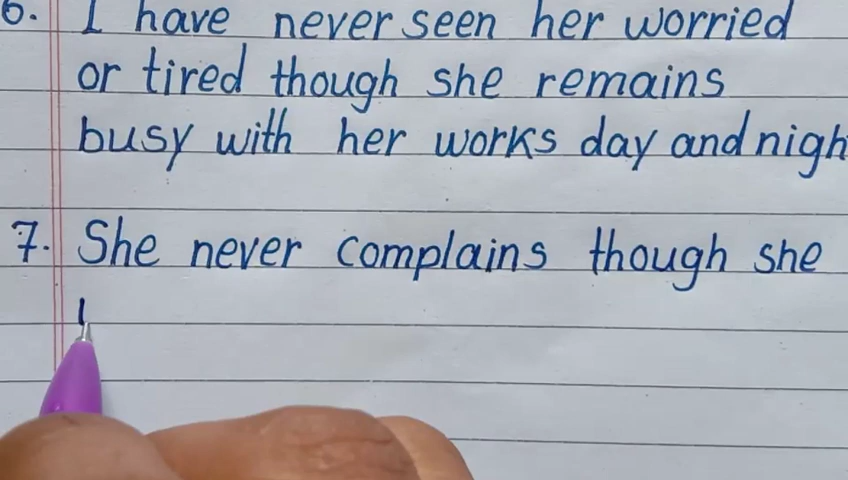 6. I have never seen her worried
or tired though she remains
busy with her works day and nigh
7. She never complains though she